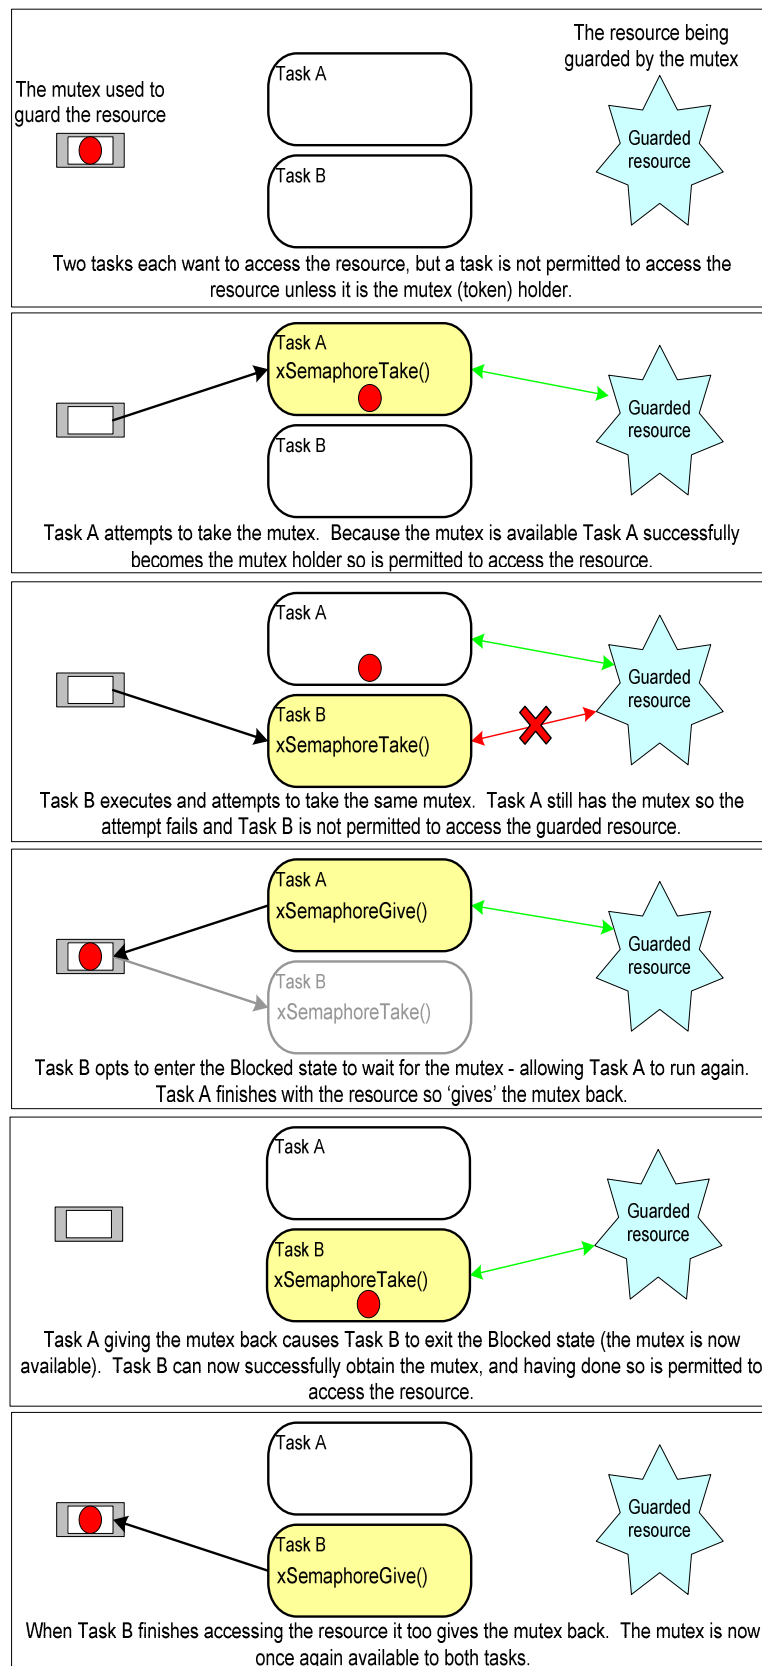 The resource being
guarded by the mutex
The mutex used to
guard the resource
Task A
Task B
Guarded
resource
Two tasks each want to access the resource, but a task is not permitted to access the
resource unless it is the mutex (token) holder.
Task A
xSemaphoreTake()
Task B
Guarded
resource
Task A attempts to take the mutex.  Because the mutex is available Task A successfully
becomes the mutex holder so is permitted to access the resource.
Task A
Task B
xSemaphoreTake()
Guarded
resource
Task B executes and attempts to take the same mutex.  Task A still has the mutex so the
attempt fails and Task B is not permitted to access the guarded resource.
Task A
xSemaphoreGive()
Task B
xSemaphoreTake()
Guarded
resource
Task B opts to enter the Blocked state to wait for the mutex - allowing Task A to run again.
Task A finishes with the resource so ‘gives’ the mutex back.
Task A
Task B
xSemaphoreTake()
Guarded
resource
Task A giving the mutex back causes Task B to exit the Blocked state (the mutex is now
available).  Task B can now successfully obtain the mutex, and having done so is permitted to
access the resource.
Task A
Task B
xSemaphoreGive()
Guarded
resource
When Task B finishes accessing the resource it too gives the mutex back.  The mutex is now
once again available to both tasks.